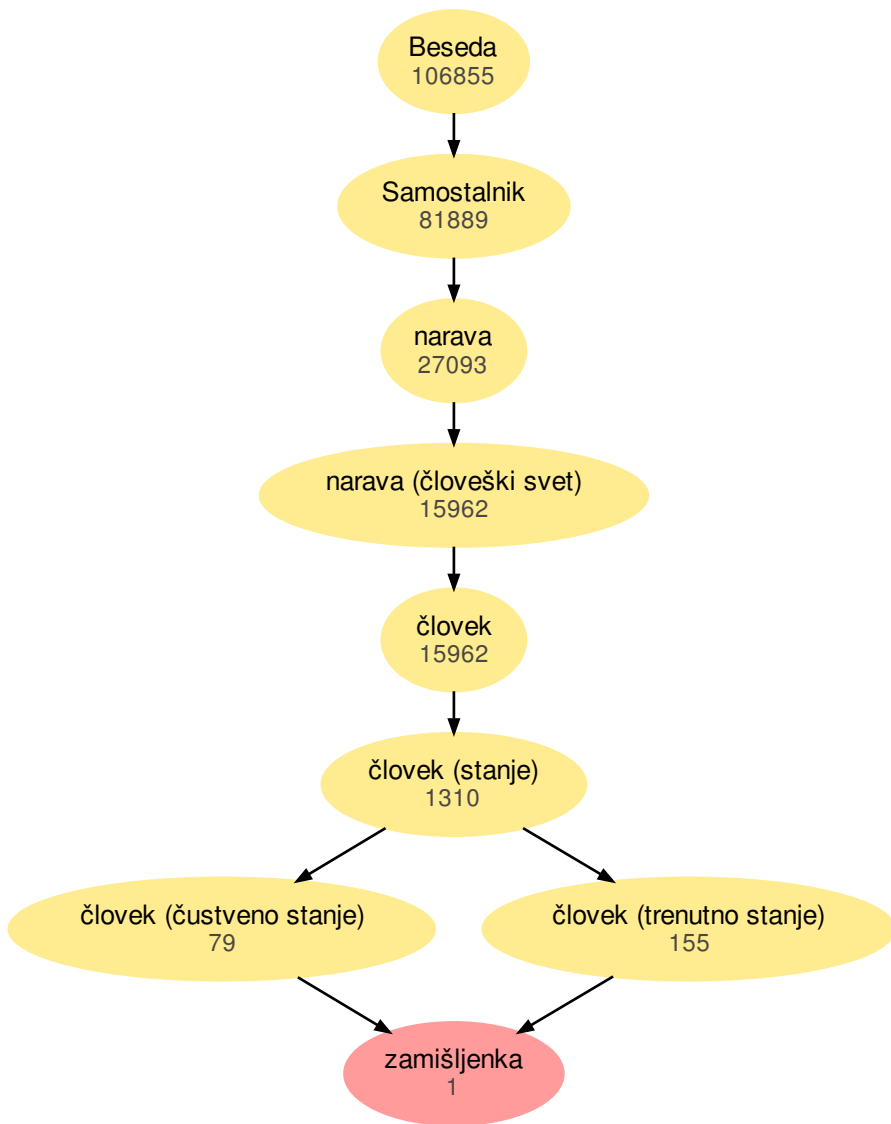 Beseda
106855
Samostalnik
81889
narava
27093
narava (človeški svet)
15962
človek
15962
človek (stanje)
1310
človek (čustveno stanje)
79
človek (trenutno stanje)
155
zamišljenka
1